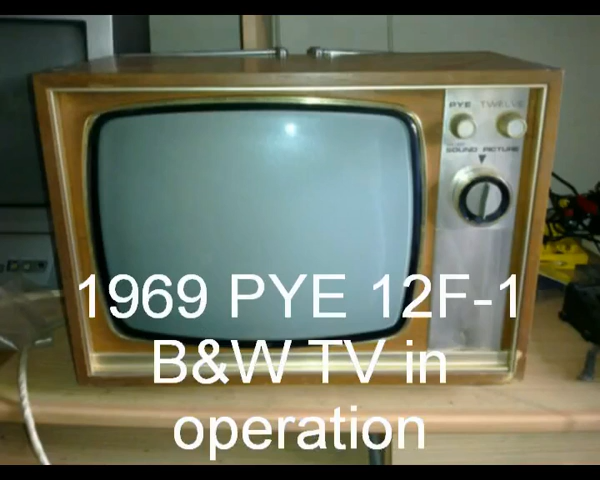 PYE TWELVE
SOUND PICTURE
1969 PYE 12F-1
B&W TV in
operation